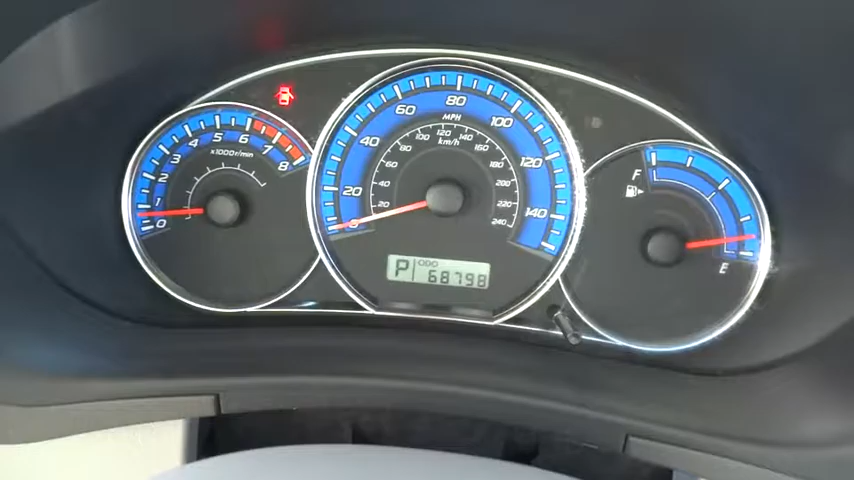 0 1 2 3 4 5 6 7 8
x1000r/min
0 20 40 60 80 100 120 140
MPH
20 40 60 80 100 120 140 160 180 200 220 240
km/h
P ODO 68798
F
E